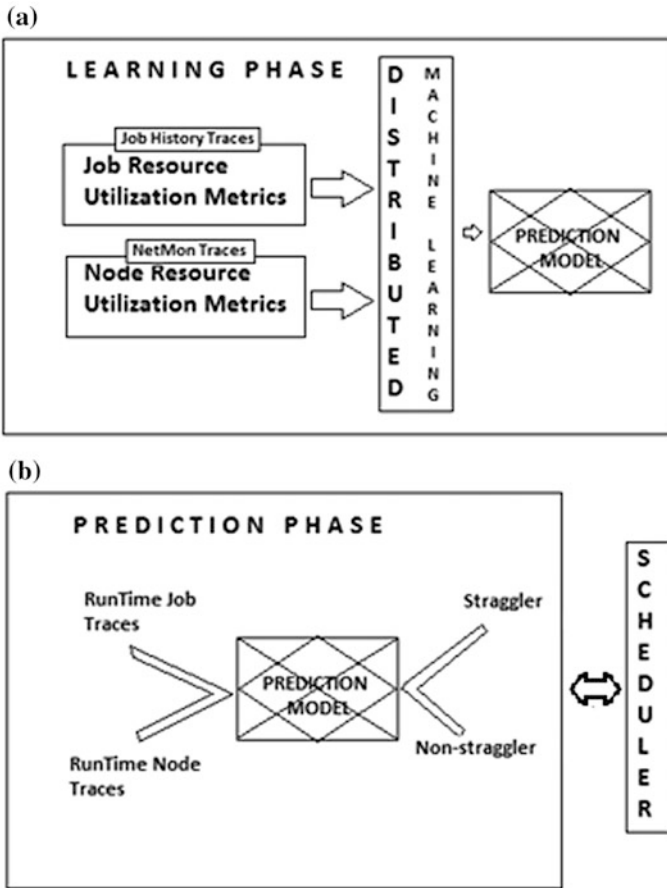 (a)
LEARNING PHASE
Job History Traces
Job Resource
Utilization Metrics
NetMon Traces
Node Resource
Utilization Metrics
DISTRIBUTED
MACHINE LEARNING
PREDICTION
MODEL
(b)
PREDICTION PHASE
RunTime Job
Traces
RunTime Node
Traces
PREDICTION
MODEL
Straggler
Non-straggler
SCHEDULER